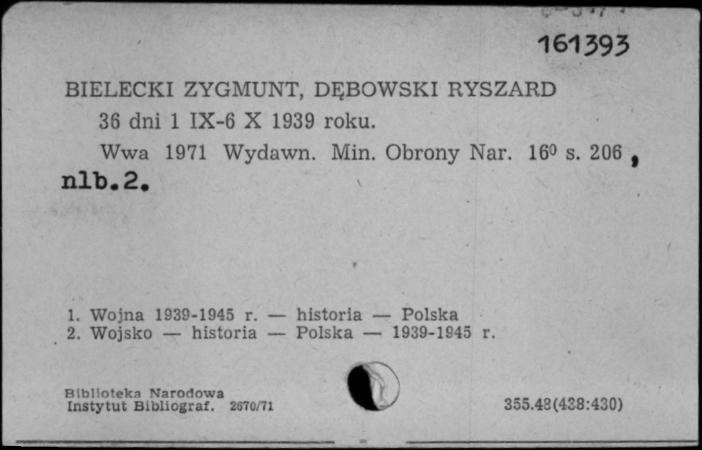 161393
BIELECKI ZYGMUNT, DĘBOWSKI RYSZARD
36 dni 1 IX-6 X 1939 roku.
Wwa 1971 Wydawn. Min. Obrony Nar. 16⁰ s. 206 ,
nlb.2.
1. Wojna 1939-1945 r. — historia — Polska
2. Wojsko — historia — Polska — 1939-1945 r.
Biblioteka Narodowa
Instytut Bibliograf. 2670/71
355.48(438:430)